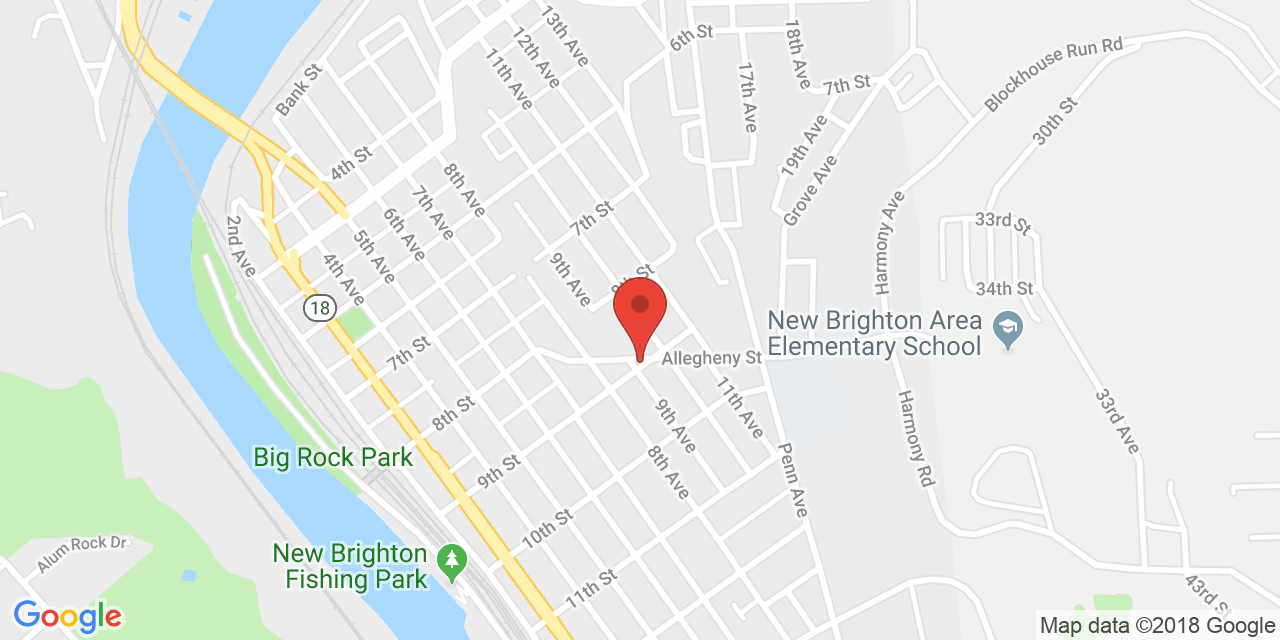 13th Ave
12th Ave
11th Ave
6th St
18th Ave
17th Ave
7th St
Blockhouse Run Rd
30th St
Bank St
4th St
8th Ave
7th Ave
6th Ave
5th Ave
4th Ave
2nd Ave
7th St
19th Ave
Grove Ave
Harmony Ave
33rd St
34th St
9th Ave
8th St
18
New Brighton Area
Elementary School
Allegheny St
7th St
8th St
9th St
10th St
11th St
9th Ave
8th Ave
11th Ave
Penn Ave
Harmony Rd
33rd Ave
43rd St
Big Rock Park
New Brighton
Fishing Park
Alum Rock Dr
Google
Map data ©2018 Google